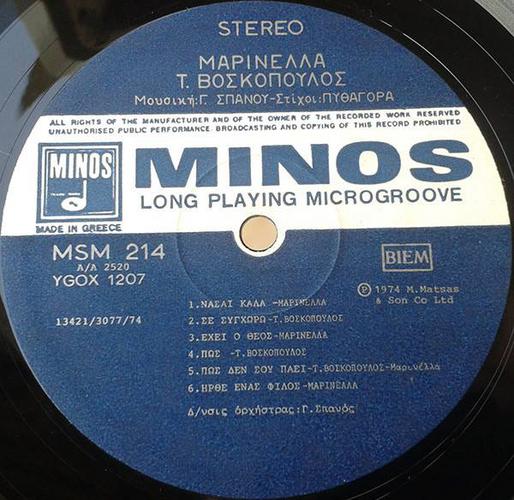 STEREO
ΜΑΡΙΝΕΛΛΑ
Τ. ΒΟΣΚΟΠΟΥΛΟΣ
Μουσική:Γ. ΣΠΑΝΟΥ-Στίχοι:ΠΥΘΑΓΟΡΑ
ALL RIGHTS OF THE MANUFACTURER AND OF THE OWNER OF THE RECORDED WORK RESERVED
UNAUTHORISED PUBLIC PERFORMANCE BROADCASTING AND COPYING OF THIS RECORD PROHIBITED
MINOS
MINOS
LONG PLAYING MICROGROOVE
MADE IN GREECE
MSM 214
A/A 2520
YGOX 1207
BIEM
Ⓟ 1974 M.Matsas
& Son Co Ltd
13421/3077/74
1.ΝΑΣΑΙ ΚΑΛΑ -ΜΑΡΙΝΕΛΛΑ
2.ΣΕ ΣΥΓΧΩΡΩ-Τ.ΒΟΣΚΟΠΟΥΛΟΣ
3.ΕΧΕΙ Ο ΘΕΟΣ-ΜΑΡΙΝΕΛΛΑ
4.ΠΩΣ -Τ.ΒΟΣΚΟΠΟΥΛΟΣ
5.ΠΩΣ ΔΕΝ ΣΟΥ ΠΑΕΙ-Τ.ΒΟΣΚΟΠΟΥΛΟΣ-Μαρινέλλα
6.ΗΡΘΕ ΕΝΑΣ ΦΙΛΟΣ-ΜΑΡΙΝΕΛΛΑ
Δ/νσις ὀρχήστρας:Γ.Σπανός